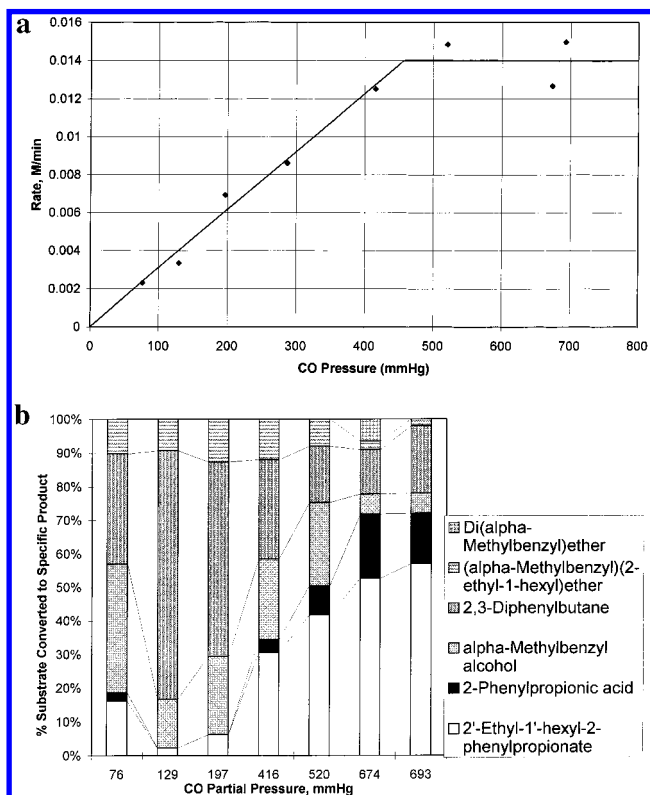 a
0.016
0.014
0.012
0.01
0.008
0.006
0.004
0.002
0
Rate, M/min
0 100 200 300 400 500 600 700 800
CO Pressure (mmHg)
b
100%
90%
80%
70%
60%
50%
40%
30%
20%
10%
0%
% Substrate Converted to Specific Product
76 129 197 416 520 674 693
CO Partial Pressure, mmHg
Di(alpha-
Methylbenzyl)ether
(alpha-Methylbenzyl)(2-
ethyl-1-hexyl)ether
2,3-Diphenylbutane
alpha-Methylbenzyl
alcohol
2-Phenylpropionic acid
2'-Ethyl-1'-hexyl-2-
phenylpropionate